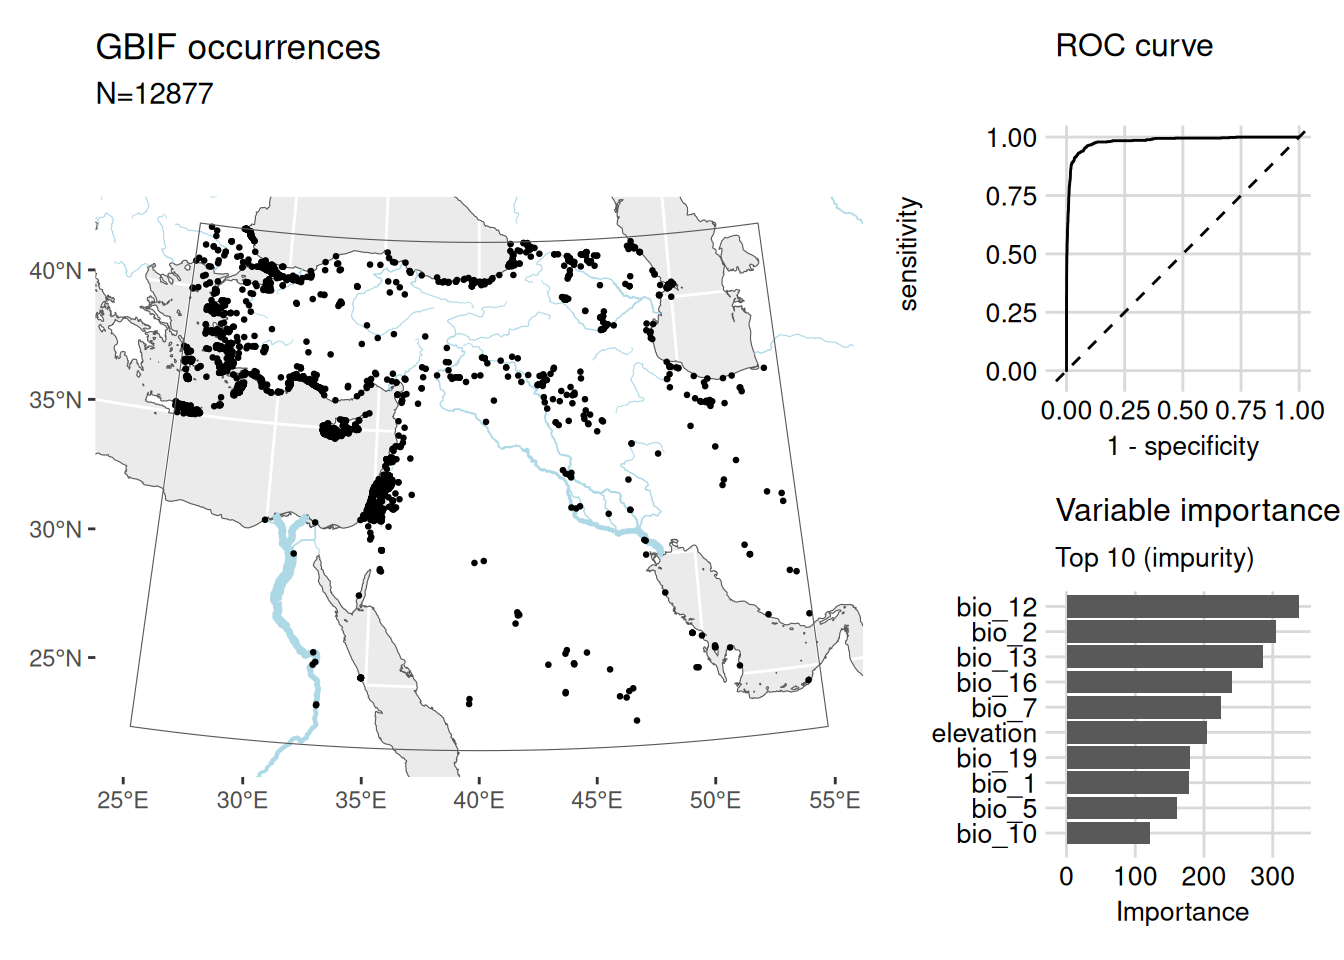 GBIF occurrences
N=12877
40°N
35°N
30°N
25°N
25°E 30°E 35°E 40°E 45°E 50°E 55°E
ROC curve
sensitivity
1.00
0.75
0.50
0.25
0.00
0.00 0.25 0.50 0.75 1.00
1 - specificity
Variable importance
Top 10 (impurity)
bio_12
bio_2
bio_13
bio_16
bio_7
elevation
bio_19
bio_1
bio_5
bio_10
0 100 200 300
Importance